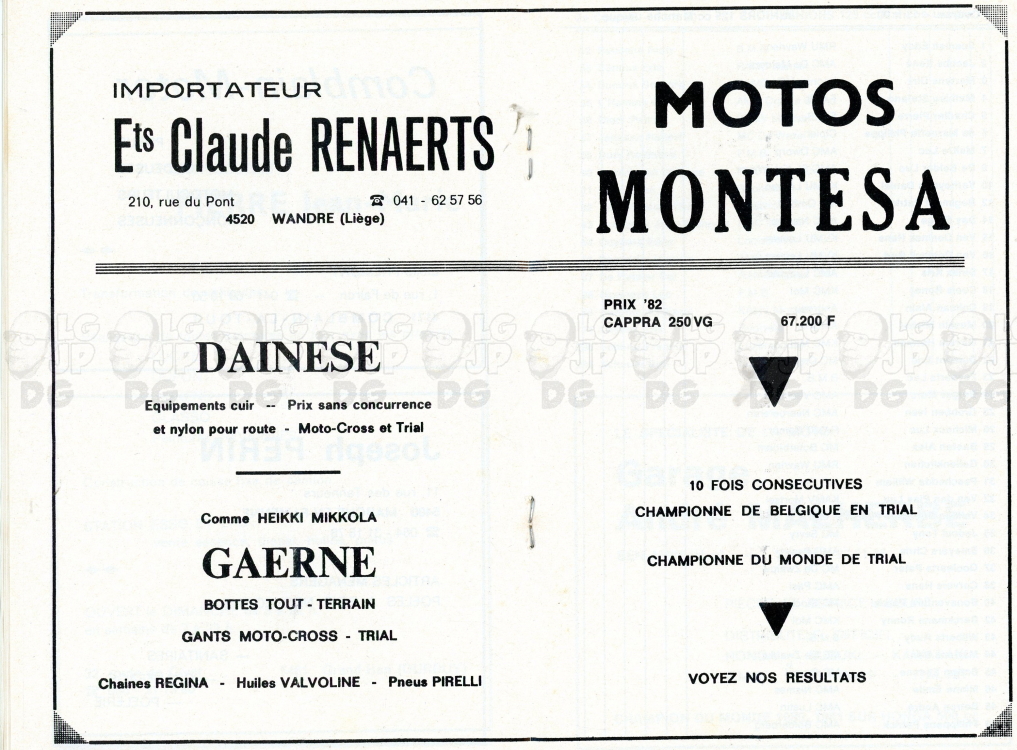 IMPORTATEUR
Ets Claude RENAERTS
210, rue du Pont ☎ 041 - 62 57 56
4520 WANDRE (Liège)
MOTOS
MONTESA
DAINESE
Equipements cuir -- Prix sans concurrence
et nylon pour route - Moto-Cross et Trial
Comme HEIKKI MIKKOLA
GAERNE
BOTTES TOUT - TERRAIN
GANTS MOTO-CROSS - TRIAL
Chaines REGINA - Huiles VALVOLINE - Pneus PIRELLI
PRIX '82
CAPPRA 250 VG 67.200 F
10 FOIS CONSECUTIVES
CHAMPIONNE DE BELGIQUE EN TRIAL
CHAMPIONNE DU MONDE DE TRIAL
VOYEZ NOS RESULTATS
LG JP DG